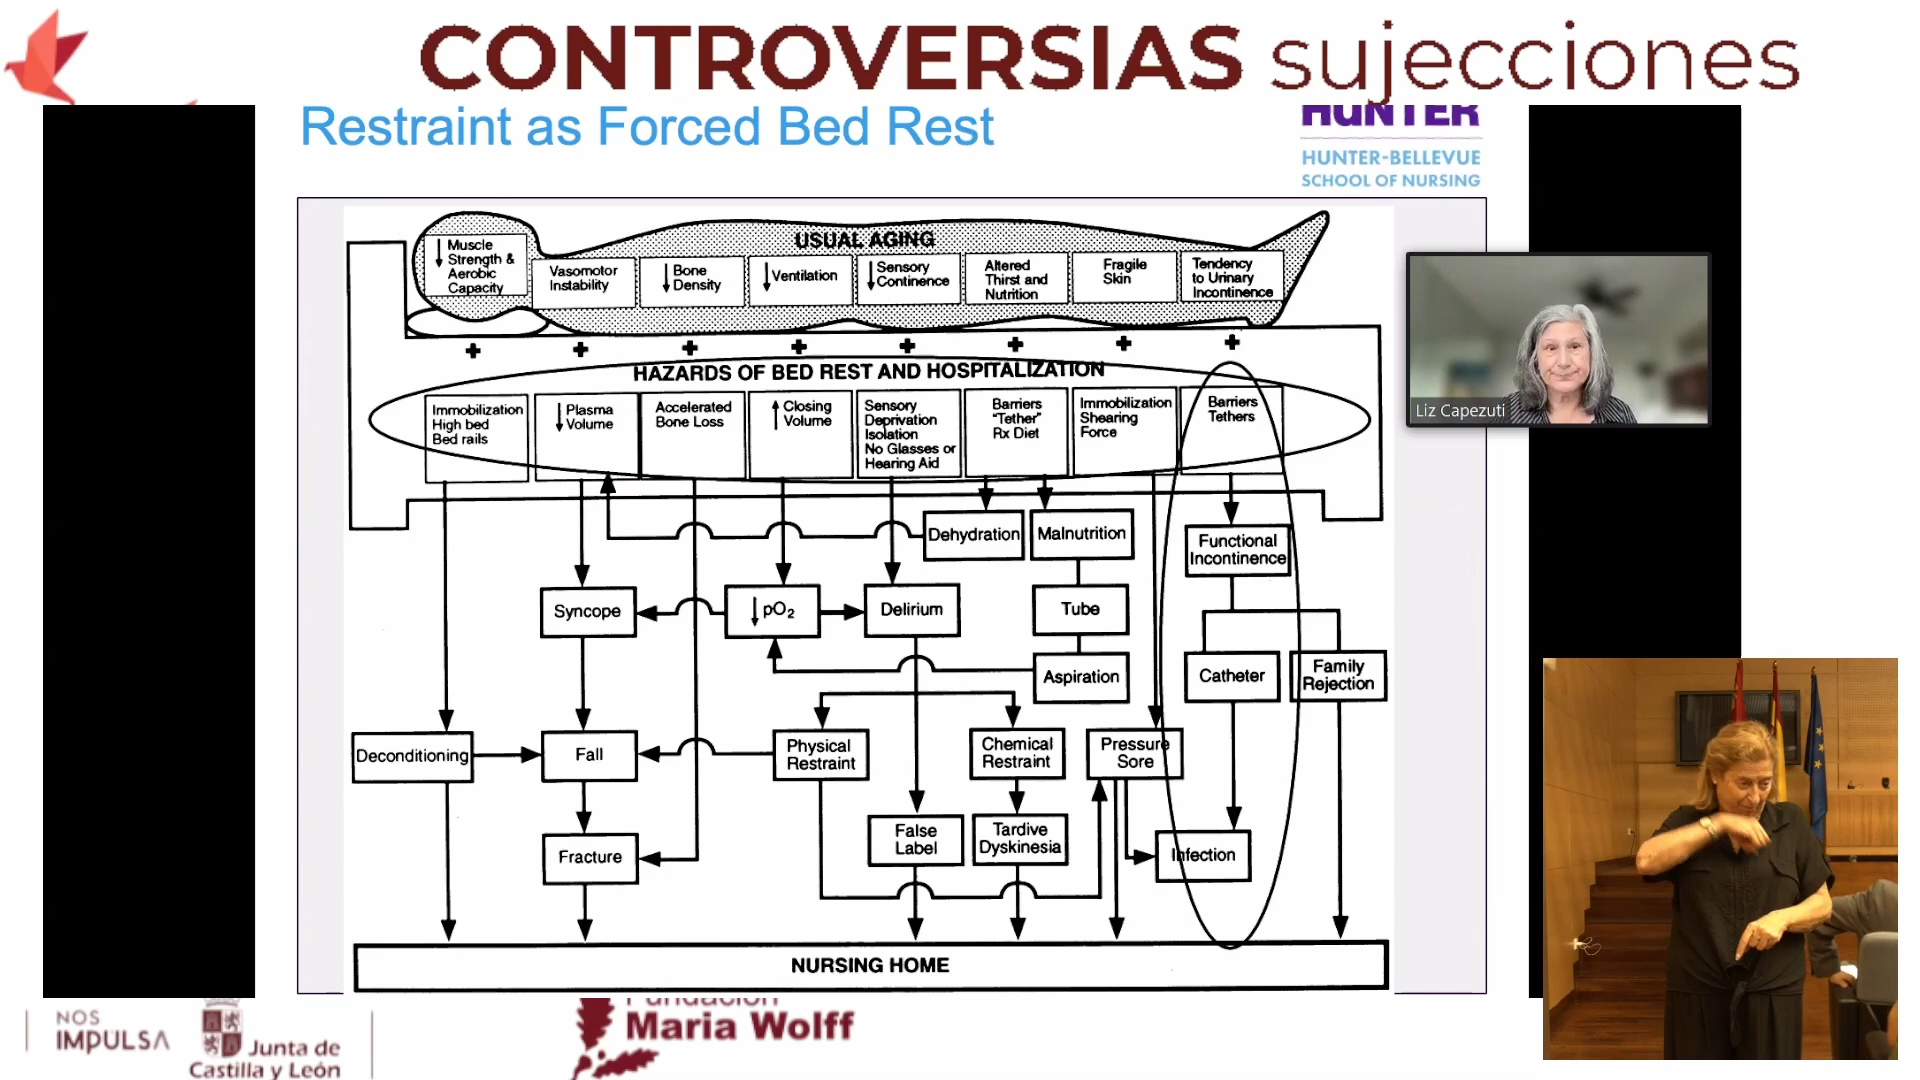 CONTROVERSIAS sujecciones
Restraint as Forced Bed Rest
HUNTER
HUNTER-BELLEVUE
SCHOOL OF NURSING
USUAL AGING
↓ Muscle
Strength &
Aerobic
Capacity
Vasomotor
Instability
↓ Bone
Density
↓ Ventilation
↓ Sensory
Continence
Altered
Thirst and
Nutrition
Fragile
Skin
Tendency
to Urinary
Incontinence
+ + + + + + + +
HAZARDS OF BED REST AND HOSPITALIZATION
Immobilization
High bed
Bed rails
↓ Plasma
Volume
Accelerated
Bone Loss
↑ Closing
Volume
Sensory
Deprivation
Isolation
No Glasses or
Hearing Aid
Barriers
"Tether"
Rx Diet
Immobilization
Shearing
Force
Barriers
Tethers
Liz Capezuti
Dehydration
Malnutrition
Functional
Incontinence
Syncope
↓ pO2
Delirium
Tube
Aspiration
Catheter
Family
Rejection
Deconditioning
Fall
Physical
Restraint
Chemical
Restraint
Pressure
Sore
False
Label
Tardive
Dyskinesia
Fracture
Infection
NURSING HOME
NOS
IMPULSA
Junta de
Castilla y León
Fundación
Maria Wolff